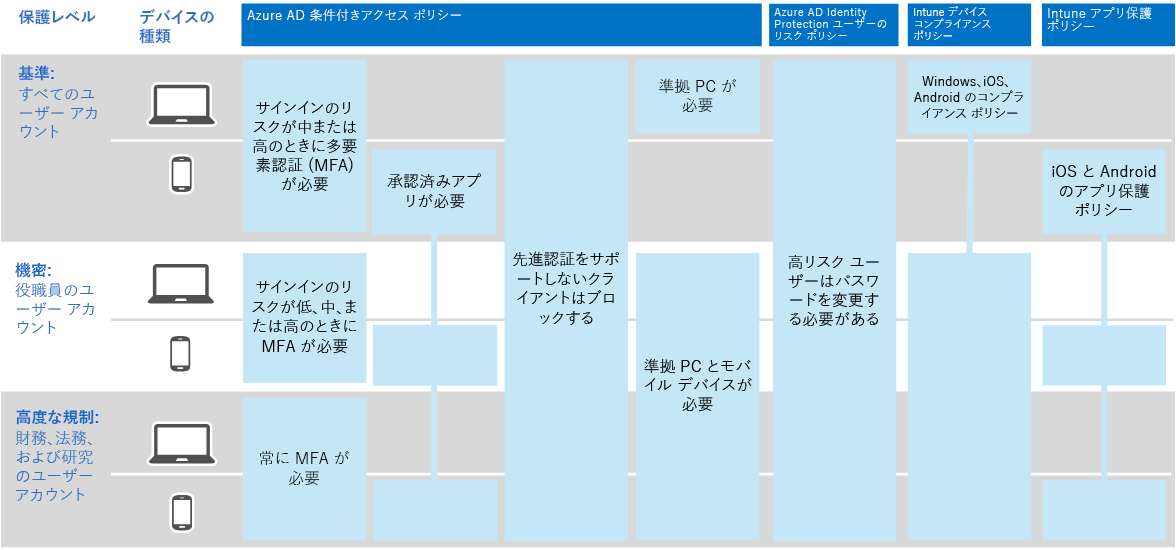 保護レベル
デバイスの
種類
Azure AD 条件付きアクセス ポリシー
Azure AD Identity
Protection ユーザーの
リスク ポリシー
Intune デバイス
コンプライアンス
ポリシー
Intune アプリ保護
ポリシー
基準:
すべてのユ
ーザー アカ
ウント
サインインのリ
スクが中または
高のときに多要
素認証 (MFA)
が必要
承認済みアプ
リが必要
先進認証をサポ
ートしないクラ
イアントはブロ
ックする
準拠 PC が
必要
高リスク ユー
ザーはパスワ
ードを変更す
る必要がある
Windows、iOS、
Android のコンプラ
イアンス ポリシー
iOS と Android
のアプリ保護
ポリシー
機密:
役職員のユ
ーザー アカ
ウント
サインインのリ
スクが低、中、ま
たは高のときに
MFA が必要
準拠 PC とモバ
イル デバイスが
必要
高度な規制:
財務、法務、
および研究
のユーザー
アカウント
常に MFA が
必要